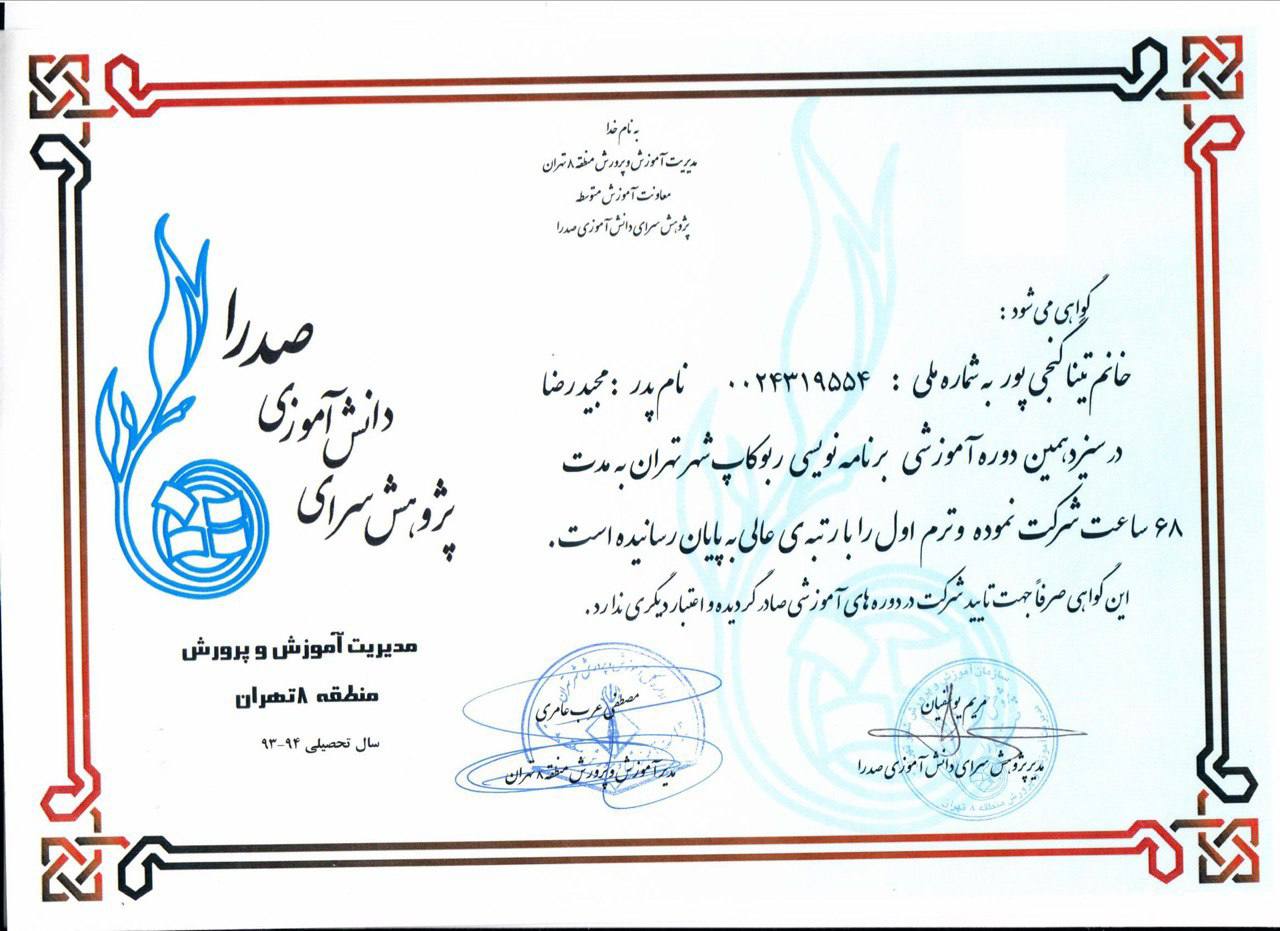 به نام خدا
مدیریت آموزش و پرورش منطقه ۸ تهران
معاونت آموزش متوسطه
پژوهش سرای دانش آموزی صدرا
گواهی می شود :
خانم تینا گنجی پور به شماره ملی : ۰۰۲۴۳۱۹۵۵۴ نام پدر : مجید رضا
در سیزدهمین دوره آموزشی برنامه نویسی ربوکاپ شهر تهران به مدت
۶۸ ساعت شرکت نموده و ترم اول را با رتبه ی عالی به پایان رسانیده است.
این گواهی صرفاً جهت تایید شرکت در دوره های آموزشی صادر گردیده و اعتبار دیگری ندارد.
صدرا
دانش آموزی
پژوهش سرای
مدیریت آموزش و پرورش
منطقه ۸ تهران
سال تحصیلی ۹۴-۹۳
مریم یوالفیان
مدیر پژوهش سرای دانش آموزی صدرا
مصطفی عرب عامری
مدیر آموزش و پرورش منطقه ۸ تهران